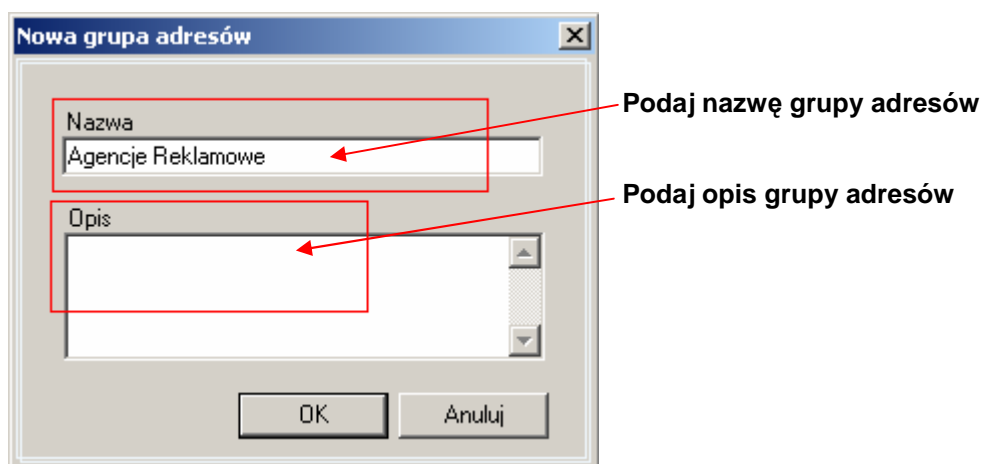 Nowa grupa adresów
Podaj nazwę grupy adresów
Nazwa
Agencje Reklamowe
Podaj opis grupy adresów
Opis
OK
Anuluj